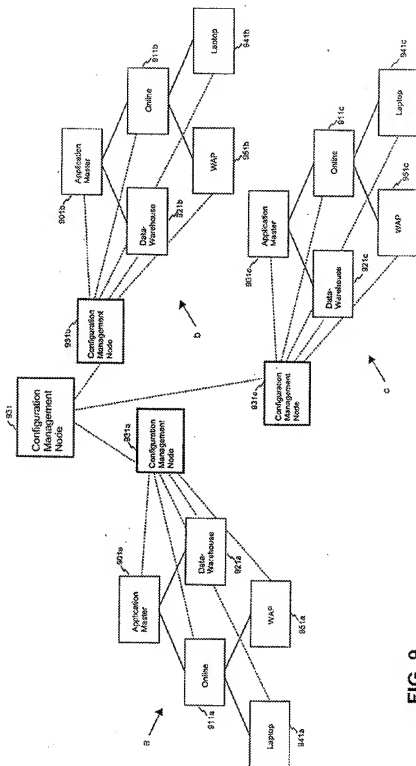 931
Configuration
Management
Node
931b
Configuration
Management
Node
901b
Application
Master
911b
Online
921b
Data-
Warehouse
941b
Laptop
951b
WAP
b
931a
Configuration
Management
Node
901a
Application
Master
911a
Online
921a
Data-
Warehouse
941a
Laptop
951a
WAP
a
931c
Configuration
Management
Node
901c
Application
Master
911c
Online
921c
Data-
Warehouse
941c
Laptop
951c
WAP
c
FIG. 9